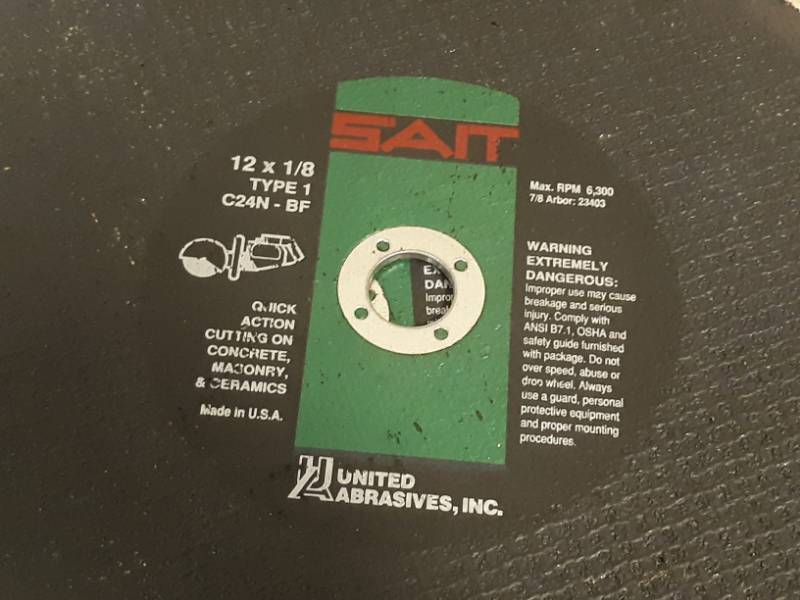 SAIT
12 x 1/8
TYPE 1
C24N - BF
Max. RPM 6,300
7/8 Arbor: 23403
QUICK
ACTION
CUTTING ON
CONCRETE,
MASONRY,
& CERAMICS
Made in U.S.A.
WARNING
EXTREMELY
DANGEROUS:
Improper use may cause
breakage and serious
injury. Comply with
ANSI B7.1, OSHA and
safety guide furnished
with package. Do not
over speed, abuse or
drop wheel. Always
use a guard, personal
protective equipment
and proper mounting
procedures.
UNITED
ABRASIVES, INC.